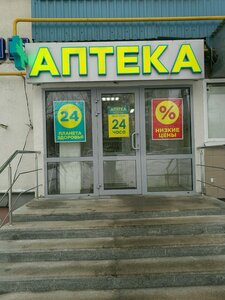 АПТЕКА
24
ПЛАНЕТА
ЗДОРОВЬЯ
АПТЕКА
24
ЧАСА
%
НИЗКИЕ
ЦЕНЫ